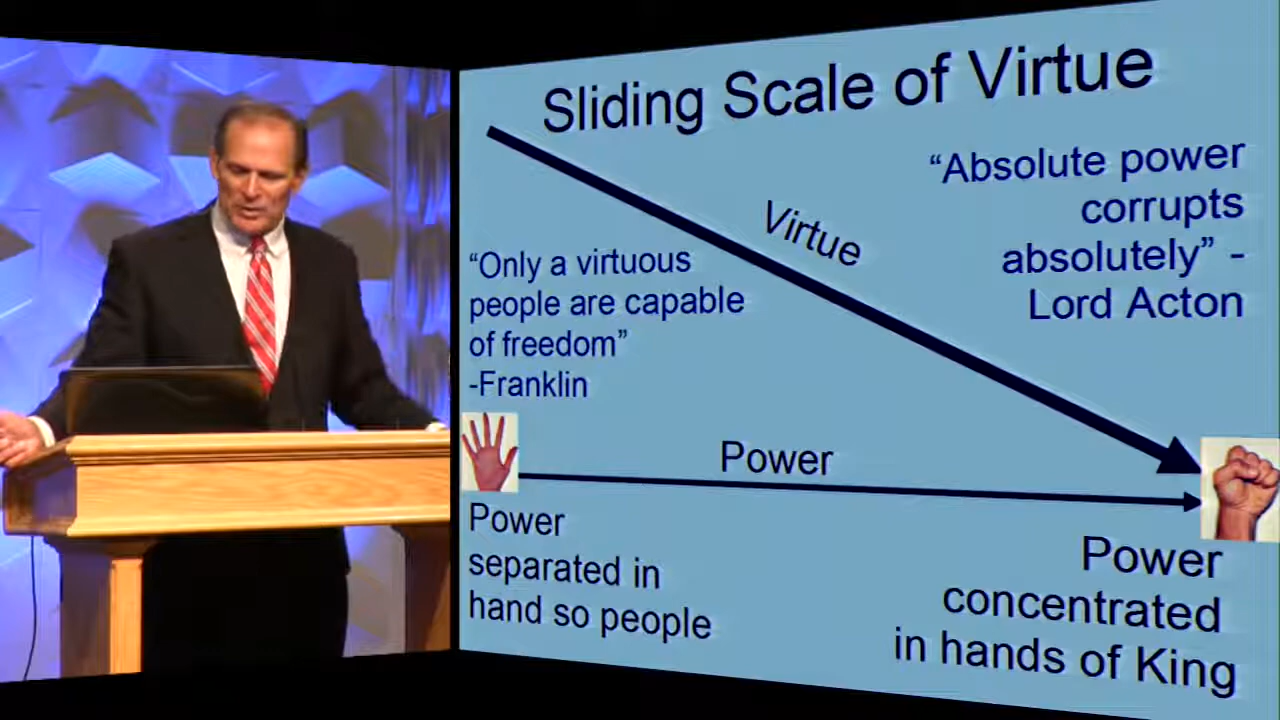 Sliding Scale of Virtue
“Absolute power
corrupts
absolutely” -
Lord Acton
Virtue
“Only a virtuous
people are capable
of freedom”
-Franklin
Power
Power
separated in
hand so people
Power
concentrated
in hands of King